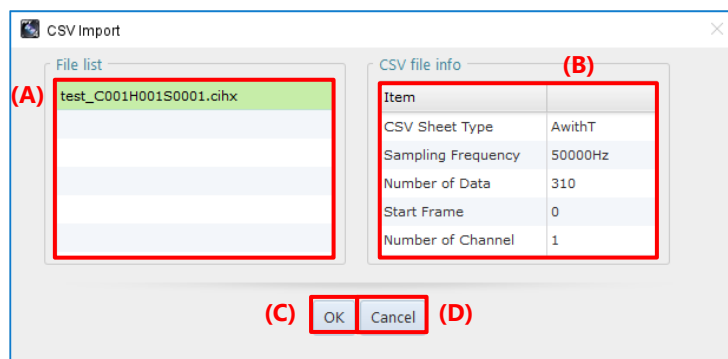 CSV Import
File list
CSV file info
(B)
(A)
test_C001H001S0001.cihx
Item
CSV Sheet Type AwithT
Sampling Frequency 50000Hz
Number of Data 310
Start Frame 0
Number of Channel 1
(C) OK Cancel (D)